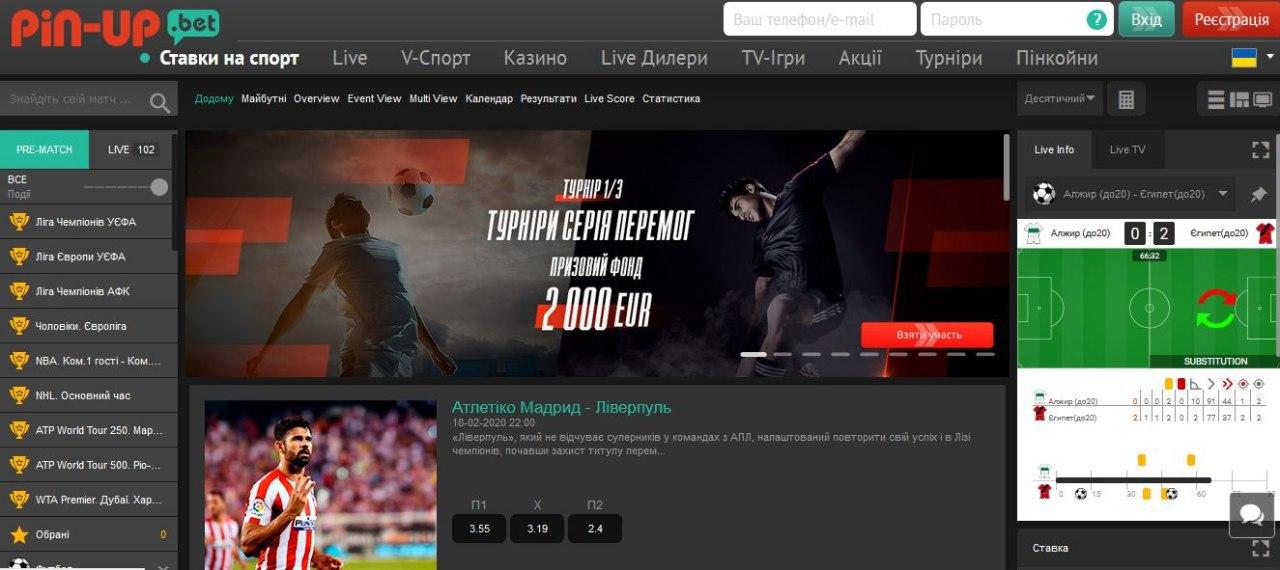 PiN-UP .bet
Ваш телефон/e-mail
Пароль
?
Вхід
Реєстрація
Ставки на спорт
Live
V-Спорт
Казино
Live Дилери
TV-Ігри
Акції
Турніри
Пінкойни
Знайдіть свій матч ...
Додому
Майбутні
Overview
Event View
Multi View
Календар
Результати
Live Score
Статистика
Десятичний
PRE-MATCH
LIVE 102
ВСЕ
Події
Ліга Чемпіонів УЄФА
Ліга Європи УЄФА
Ліга Чемпіонів АФК
Чоловіки. Євроліга
NBA. Ком.1 гості - Ком....
NHL. Основний час
ATP World Tour 250. Мар...
ATP World Tour 500. Ріо-...
WTA Premier. Дубаї. Хар...
Обрані 0
ТУРНІР 1/3
ТУРНІРИ СЕРІЯ ПЕРЕМОГ
ПРИЗОВИЙ ФОНД
2 000 EUR
Взяти участь
Атлетіко Мадрид - Ліверпуль
18-02-2020 22:00
«Ліверпуль», який не відчуває суперників у командах з АПЛ, налаштований повторити свій успіх і в Лізі
чемпіонів, почавши захист титулу перем...
П1 X П2
3.55 3.19 2.4
Live Info
Live TV
Алжир (до20) - Єгипет(до20)
Алжир (до20) 0 : 2 Єгипет(до20)
66:32
SUBSTITUTION
Алжир (до20) 0 0 0 2 0 10 91 44 1 2
Єгипет(до20) 2 1 1 2 0 2 77 37 2 2
0 15 30 60 75 90
Ставка